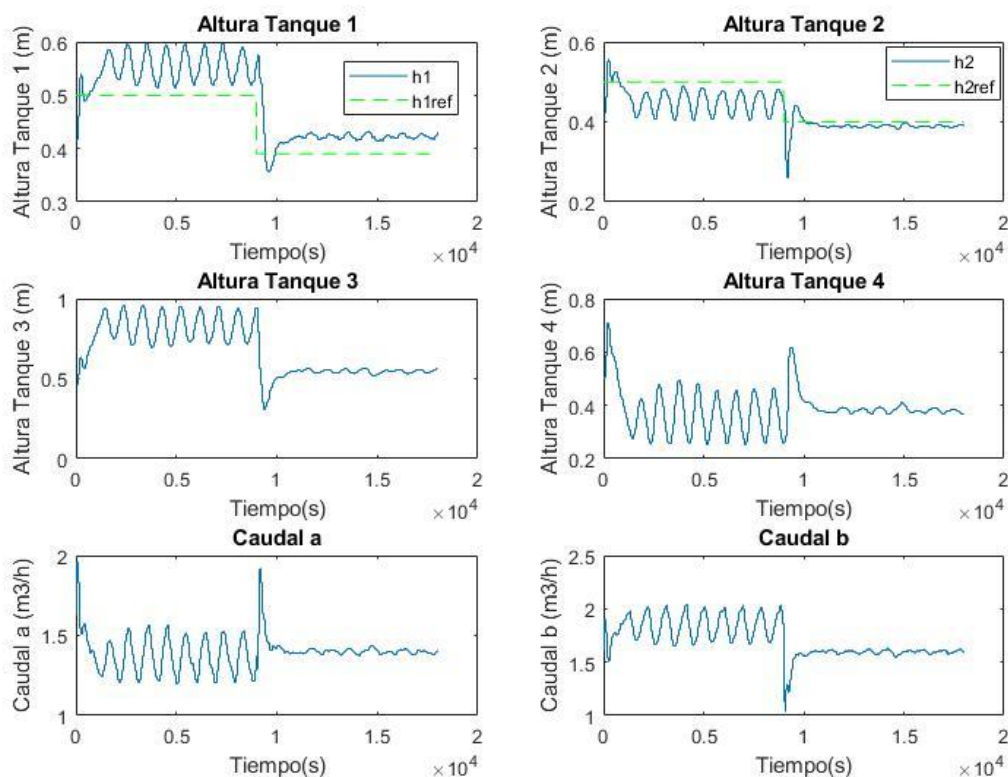 Altura Tanque 1
Altura Tanque 1 (m)
0.6
0.5
0.4
0.3
h1
h1ref
0
0.5
1
1.5
2
Tiempo(s)
× 10^4
Altura Tanque 2
Altura Tanque 2 (m)
0.6
0.4
0.2
h2
h2ref
0
0.5
1
1.5
2
Tiempo(s)
× 10^4
Altura Tanque 3
Altura Tanque 3 (m)
1
0.5
0
0
0.5
1
1.5
2
Tiempo(s)
× 10^4
Altura Tanque 4
Altura Tanque 4 (m)
0.8
0.6
0.4
0.2
0
0.5
1
1.5
2
Tiempo(s)
× 10^4
Caudal a
Caudal a (m3/h)
2
1.5
1
0
0.5
1
1.5
2
Tiempo(s)
× 10^4
Caudal b
Caudal b (m3/h)
2.5
2
1.5
1
0
0.5
1
1.5
2
Tiempo(s)
× 10^4